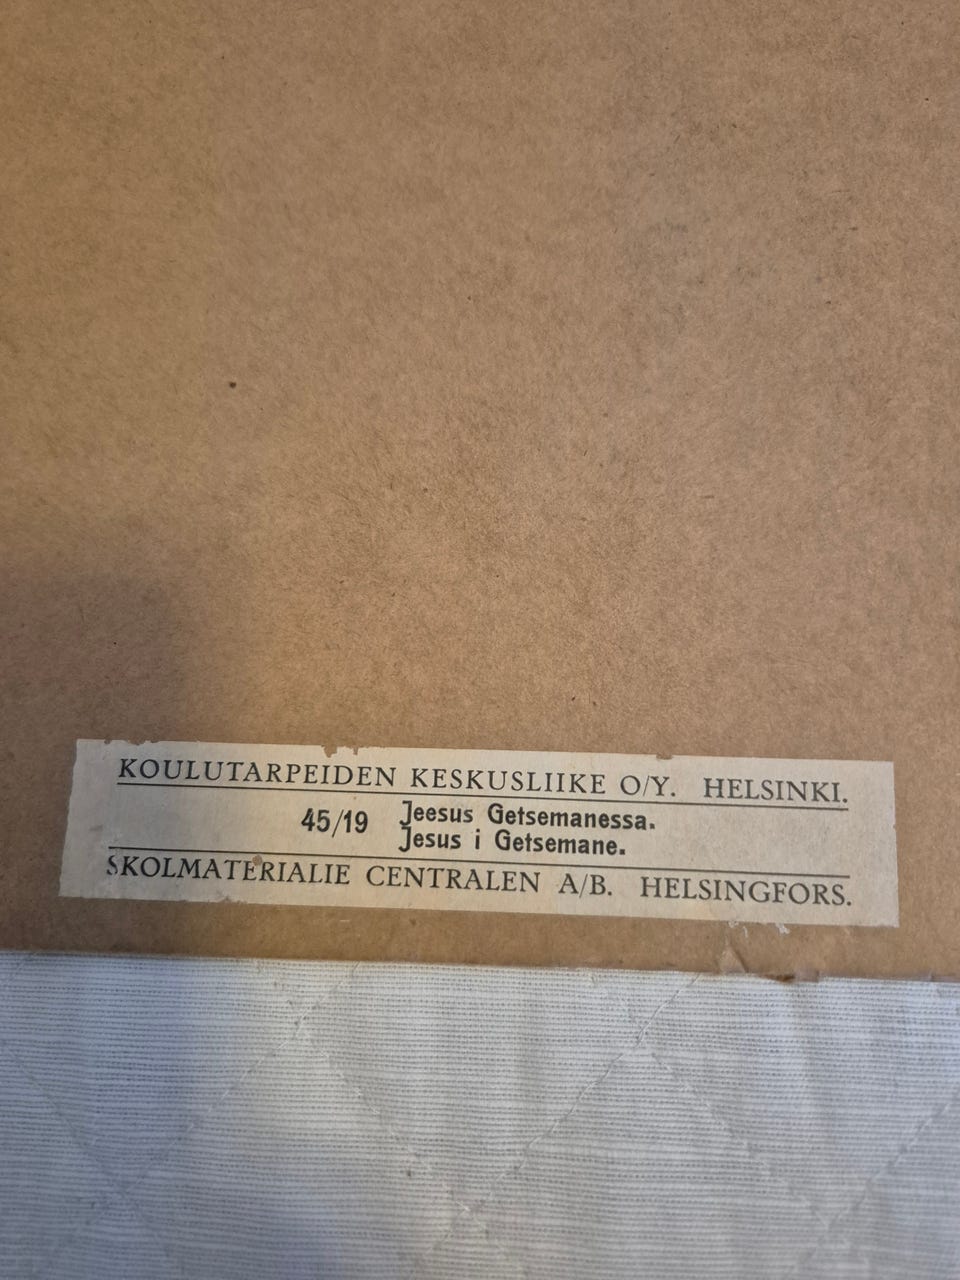 KOULUTARPEIDEN KESKUSLIIKE O/Y. HELSINKI.
45/19 Jeesus Getsemanessa.
Jesus i Getsemane.
SKOLMATERIALIE CENTRALEN A/B. HELSINGFORS.